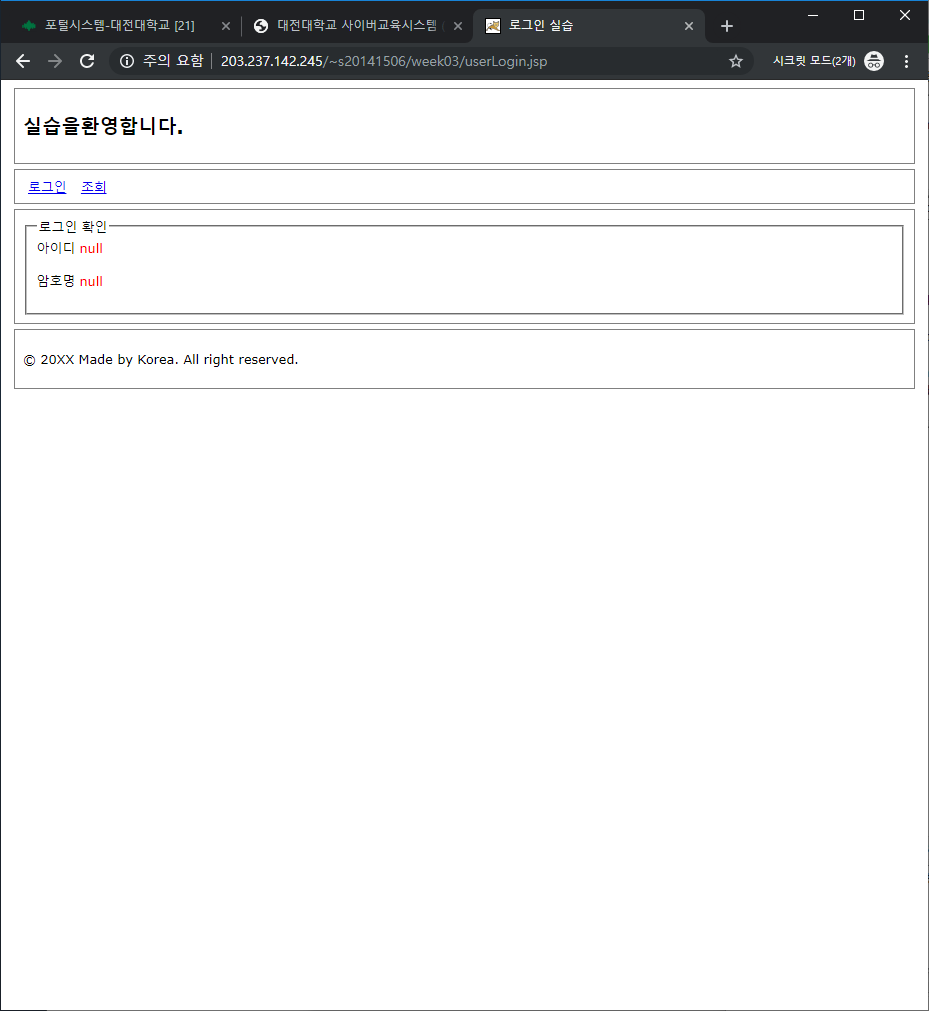 포털시스템-대전대학교 [21]
대전대학교 사이버교육시스템
로그인 실습
주의 요함
203.237.142.245/~s20141506/week03/userLogin.jsp
시크릿 모드(2개)
실습을환영합니다.
로그인 조회
로그인 확인
아이디 null
암호명 null
© 20XX Made by Korea. All right reserved.